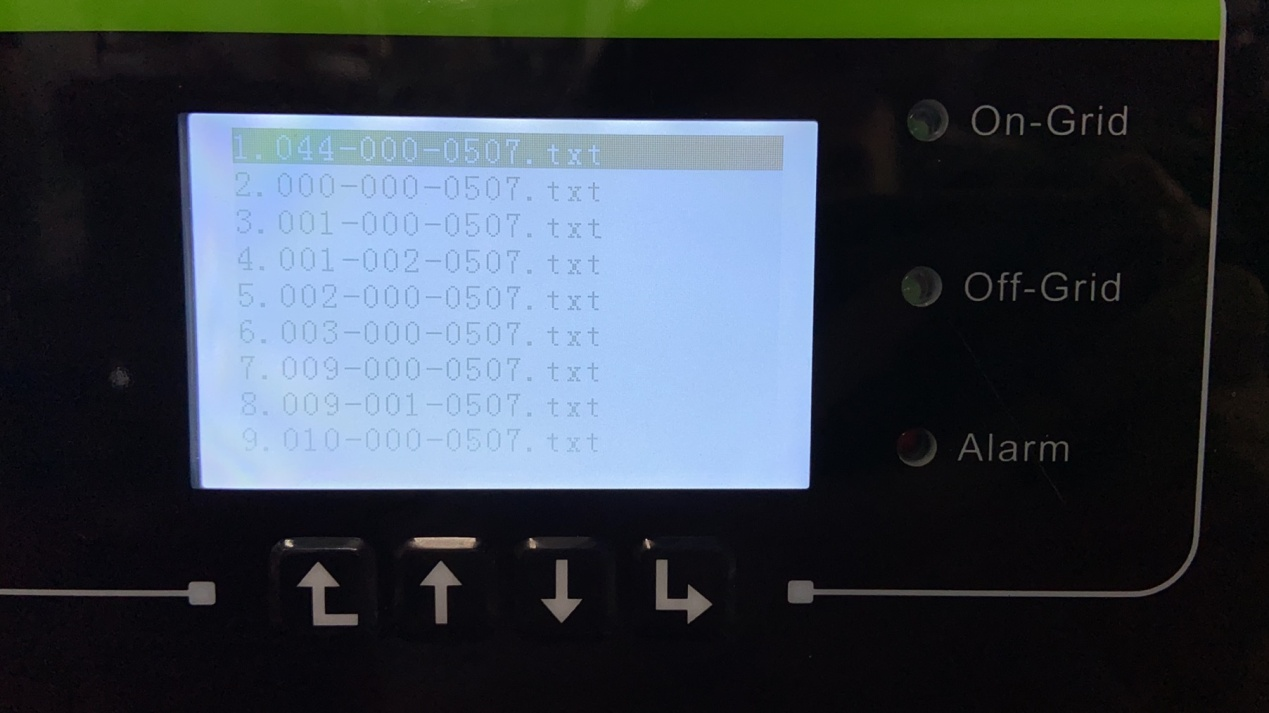 1.044-000-0507.txt
2.000-000-0507.txt
3.001-000-0507.txt
4.001-002-0507.txt
5.002-000-0507.txt
6.003-000-0507.txt
7.009-000-0507.txt
8.009-001-0507.txt
9.010-000-0507.txt
On-Grid
Off-Grid
Alarm